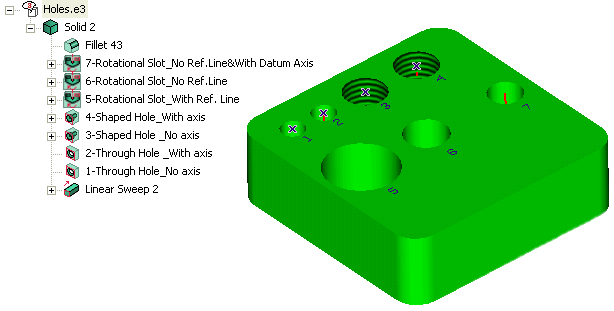 Holes.e3
Solid 2
Fillet 43
7-Rotational Slot_No Ref.Line&With Datum Axis
6-Rotational Slot_No Ref.Line
5-Rotational Slot_With Ref. Line
4-Shaped Hole_With axis
3-Shaped Hole _No axis
2-Through Hole _With axis
1-Through Hole_No axis
Linear Sweep 2
4
3
7
2
1
6
5